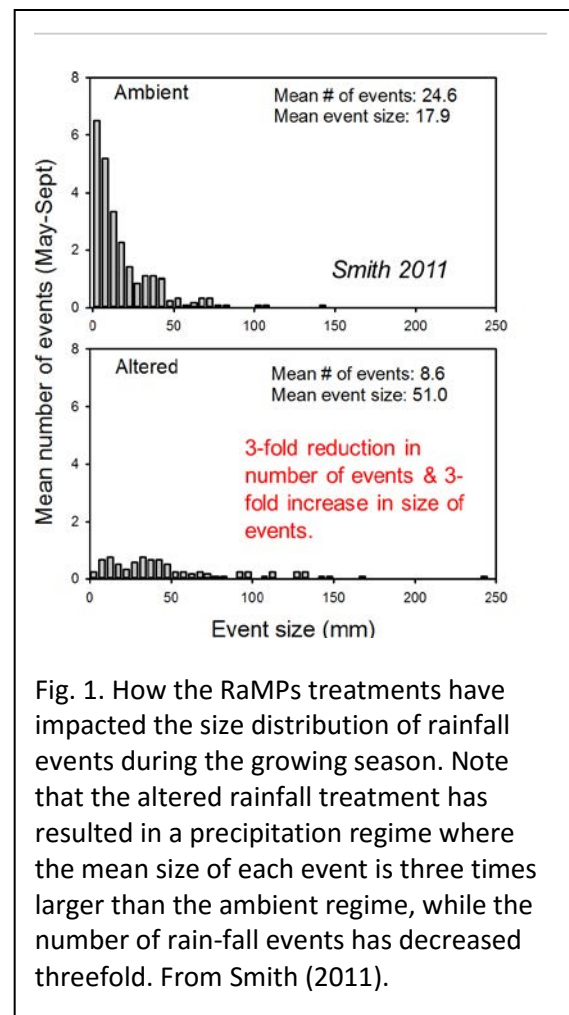 8
Ambient
Mean # of events: 24.6
Mean event size: 17.9
6
4
2
Smith 2011
0
0 50 100 150 200 250
Mean number of events (May-Sept)
8
Altered
Mean # of events: 8.6
Mean event size: 51.0
6
3-fold reduction in
number of events & 3-
fold increase in size of
events.
4
2
0
0 50 100 150 200 250
Event size (mm)
Fig. 1. How the RaMPs treatments have
impacted the size distribution of rainfall
events during the growing season. Note
that the altered rainfall treatment has
resulted in a precipitation regime where
the mean size of each event is three times
larger than the ambient regime, while the
number of rain-fall events has decreased
threefold. From Smith (2011).